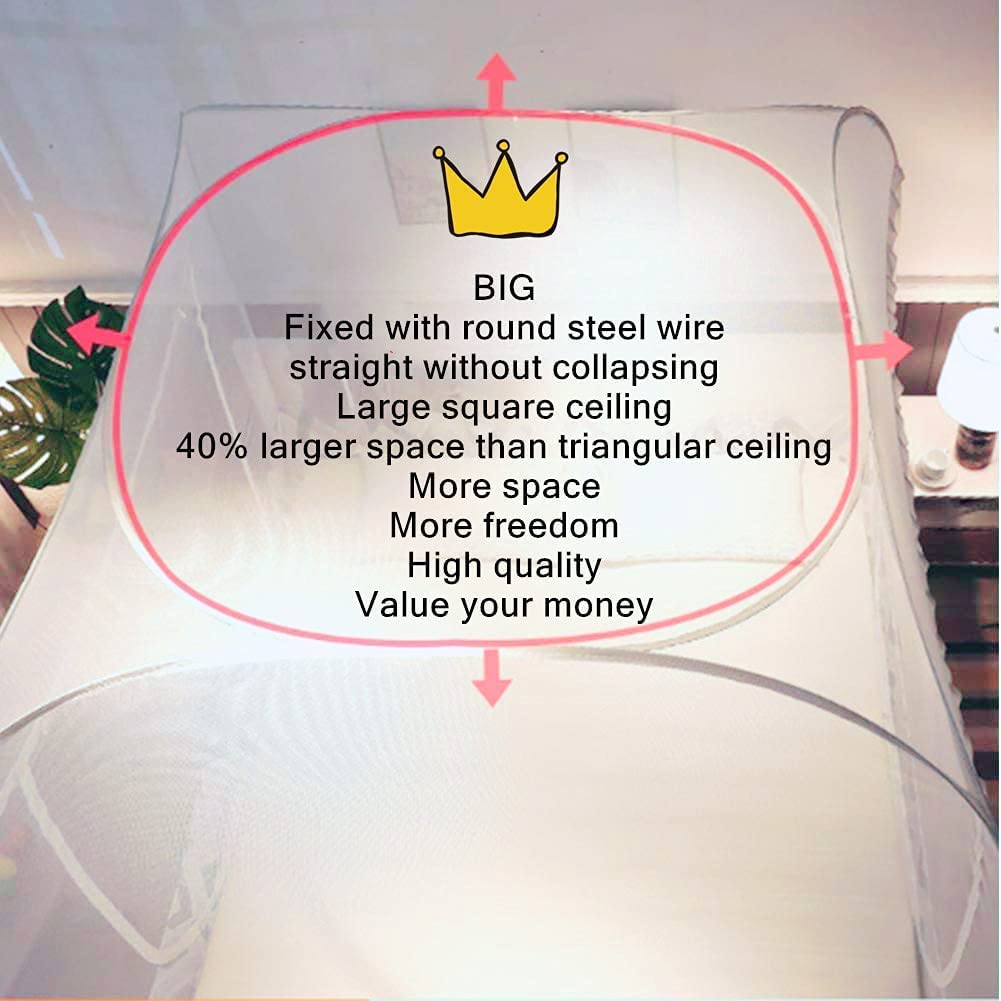 BIG
Fixed with round steel wire
straight without collapsing
Large square ceiling
40% larger space than triangular ceiling
More space
More freedom
High quality
Value your money